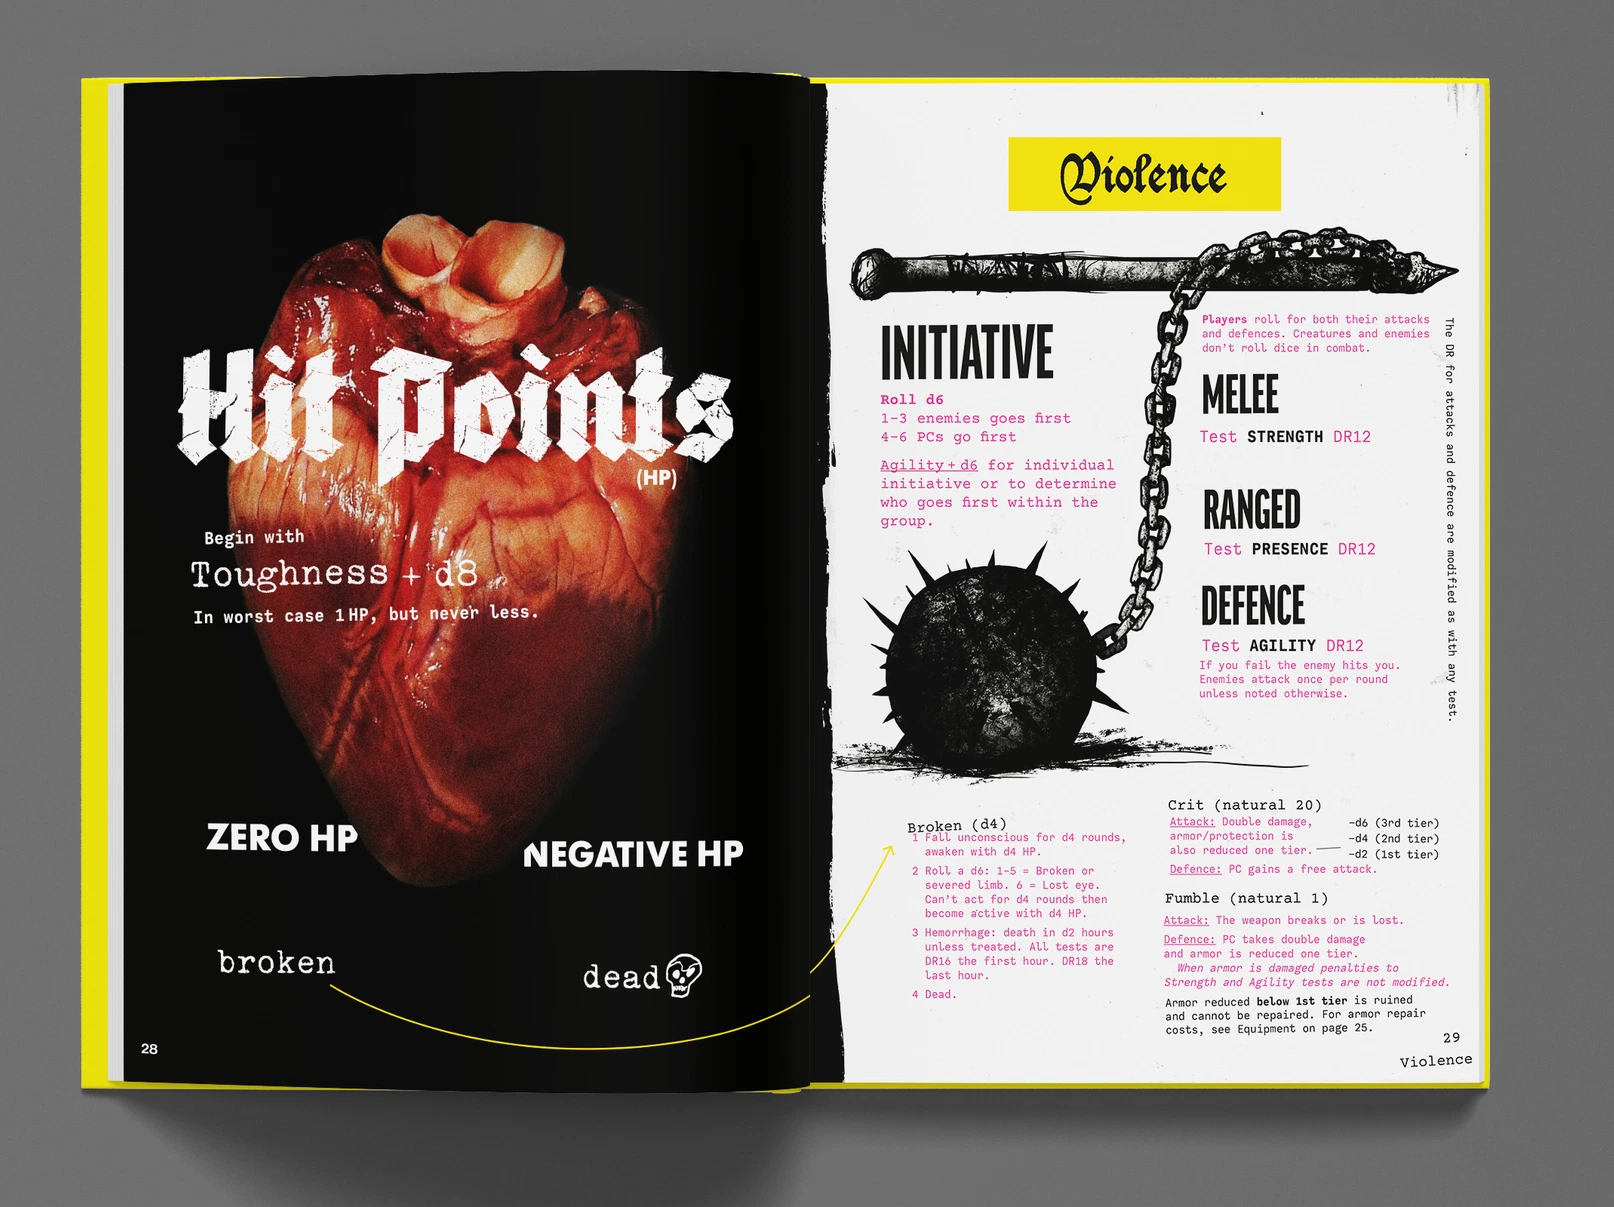 Hit Points
(HP)
Begin with
Toughness + d8
In worst case 1HP, but never less.
ZERO HP
NEGATIVE HP
broken
dead
28
Violence
INITIATIVE
Roll d6
1-3 enemies goes first
4-6 PCs go first
Agility+d6 for individual
initiative or to determine
who goes first within the
group.
Players roll for both their attacks
and defences. Creatures and enemies
don't roll dice in combat.
MELEE
Test STRENGTH DR12
RANGED
Test PRESENCE DR12
DEFENCE
Test AGILITY DR12
If you fail the enemy hits you.
Enemies attack once per round
unless noted otherwise.
The DR for attacks and defence are modified as with any test.
Broken (d4)
1 Fall unconscious for d4 rounds,
awaken with d4 HP.
2 Roll a d6: 1-5 = Broken or
severed limb. 6 = Lost eye.
Can't act for d4 rounds then
become active with d4 HP.
3 Hemorrhage: death in d2 hours
unless treated. All tests are
DR16 the first hour. DR18 the
last hour.
4 Dead.
Crit (natural 20)
Attack: Double damage,
armor/protection is
also reduced one tier.
-d6 (3rd tier)
-d4 (2nd tier)
-d2 (1st tier)
Defence: PC gains a free attack.
Fumble (natural 1)
Attack: The weapon breaks or is lost.
Defence: PC takes double damage
and armor is reduced one tier.
When armor is damaged penalties to
Strength and Agility tests are not modified.
Armor reduced below 1st tier is ruined
and cannot be repaired. For armor repair
costs, see Equipment on page 25.
29
Violence